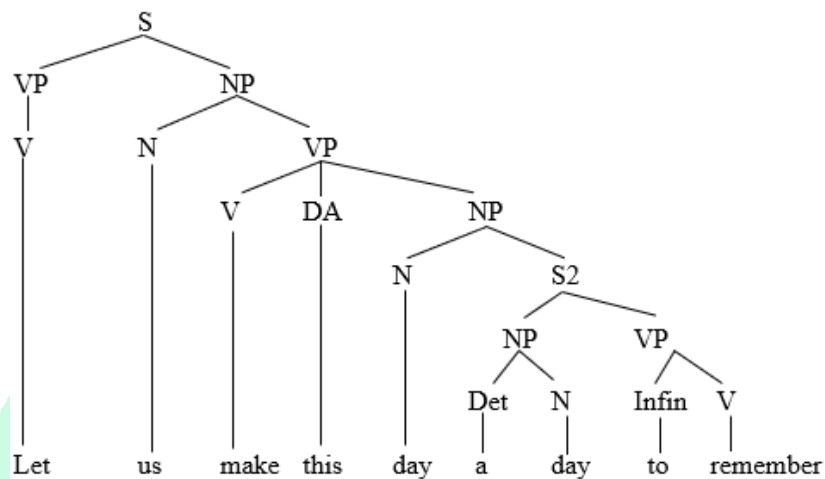 S
VP NP
V N VP
V DA NP
N S2
NP VP
Det N Infin V
Let us make this day a day to remember